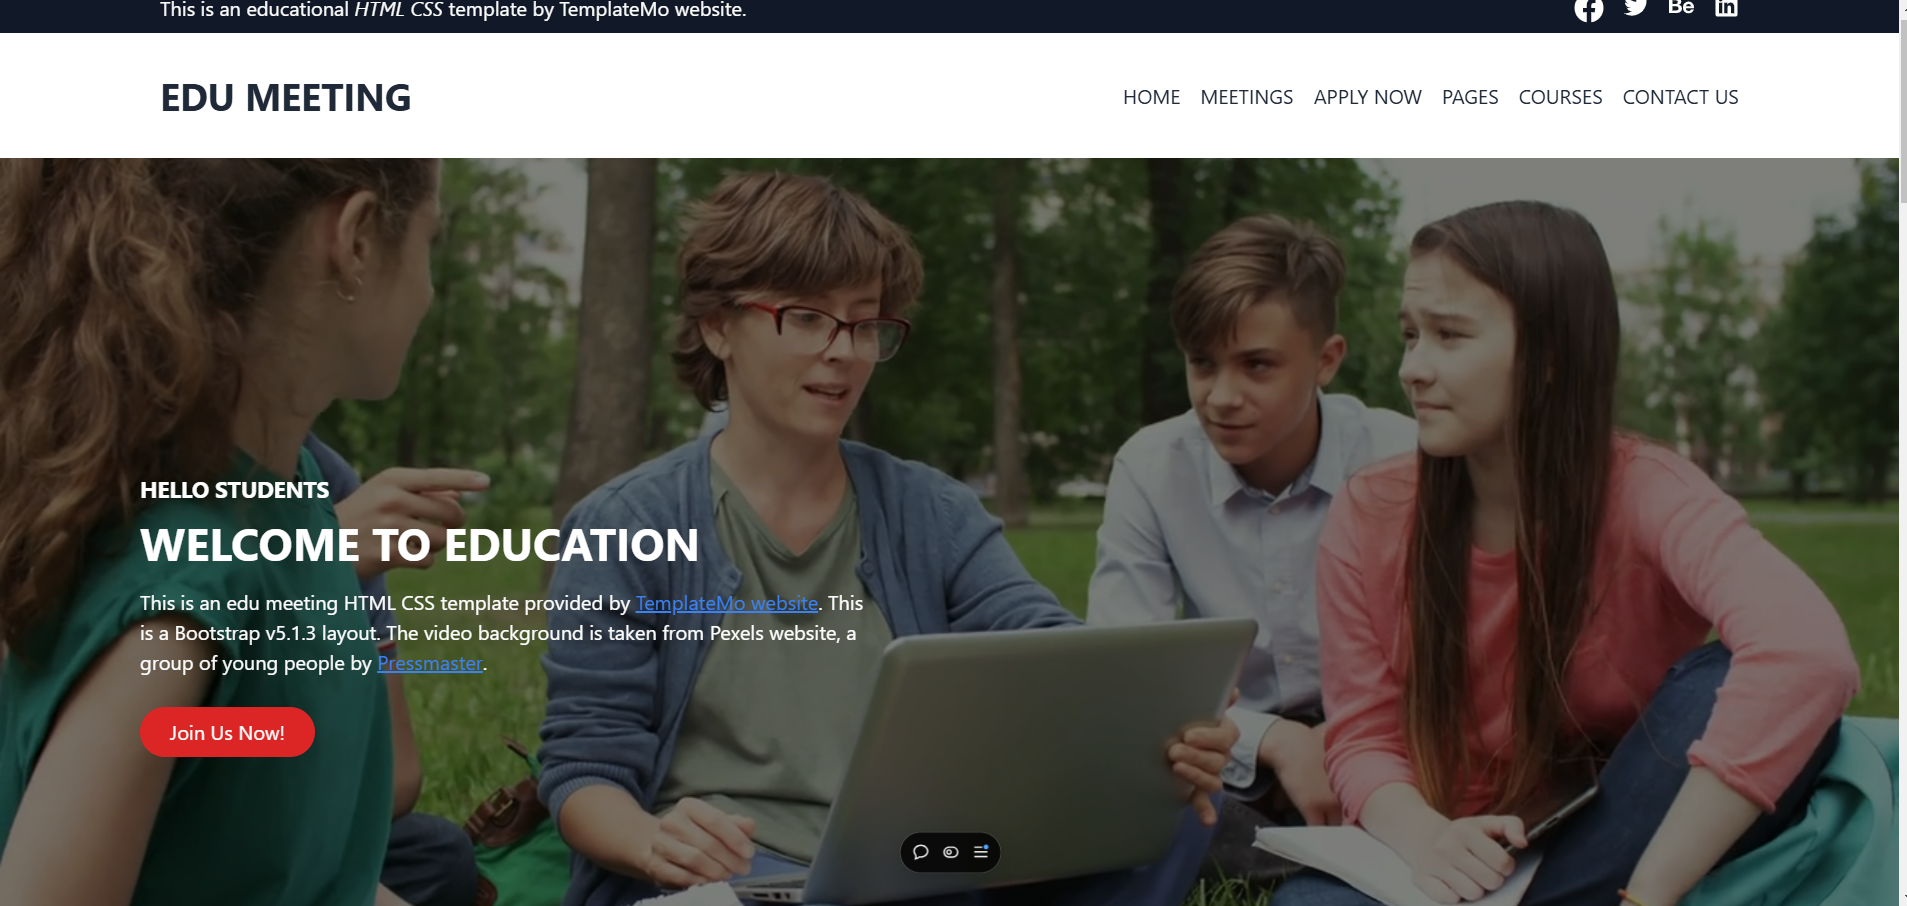 This is an educational HTML CSS template by TemplateMo website.
Be in
EDU MEETING
HOME MEETINGS APPLY NOW PAGES COURSES CONTACT US
HELLO STUDENTS
WELCOME TO EDUCATION
This is an edu meeting HTML CSS template provided by TemplateMo website. This
is a Bootstrap v5.1.3 layout. The video background is taken from Pexels website, a
group of young people by Pressmaster.
Join Us Now!